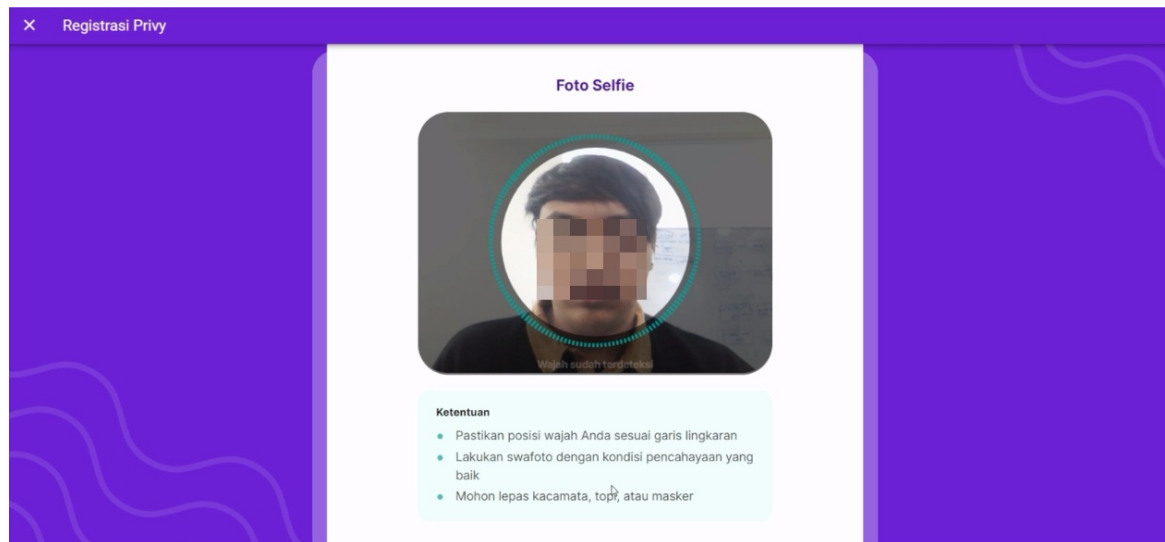 × Registrasi Privy
Foto Selfie
Wajah sudah terdeteksi
Ketentuan
Pastikan posisi wajah Anda sesuai garis lingkaran
Lakukan swafoto dengan kondisi pencahayaan yang
baik
Mohon lepas kacamata, topi, atau masker